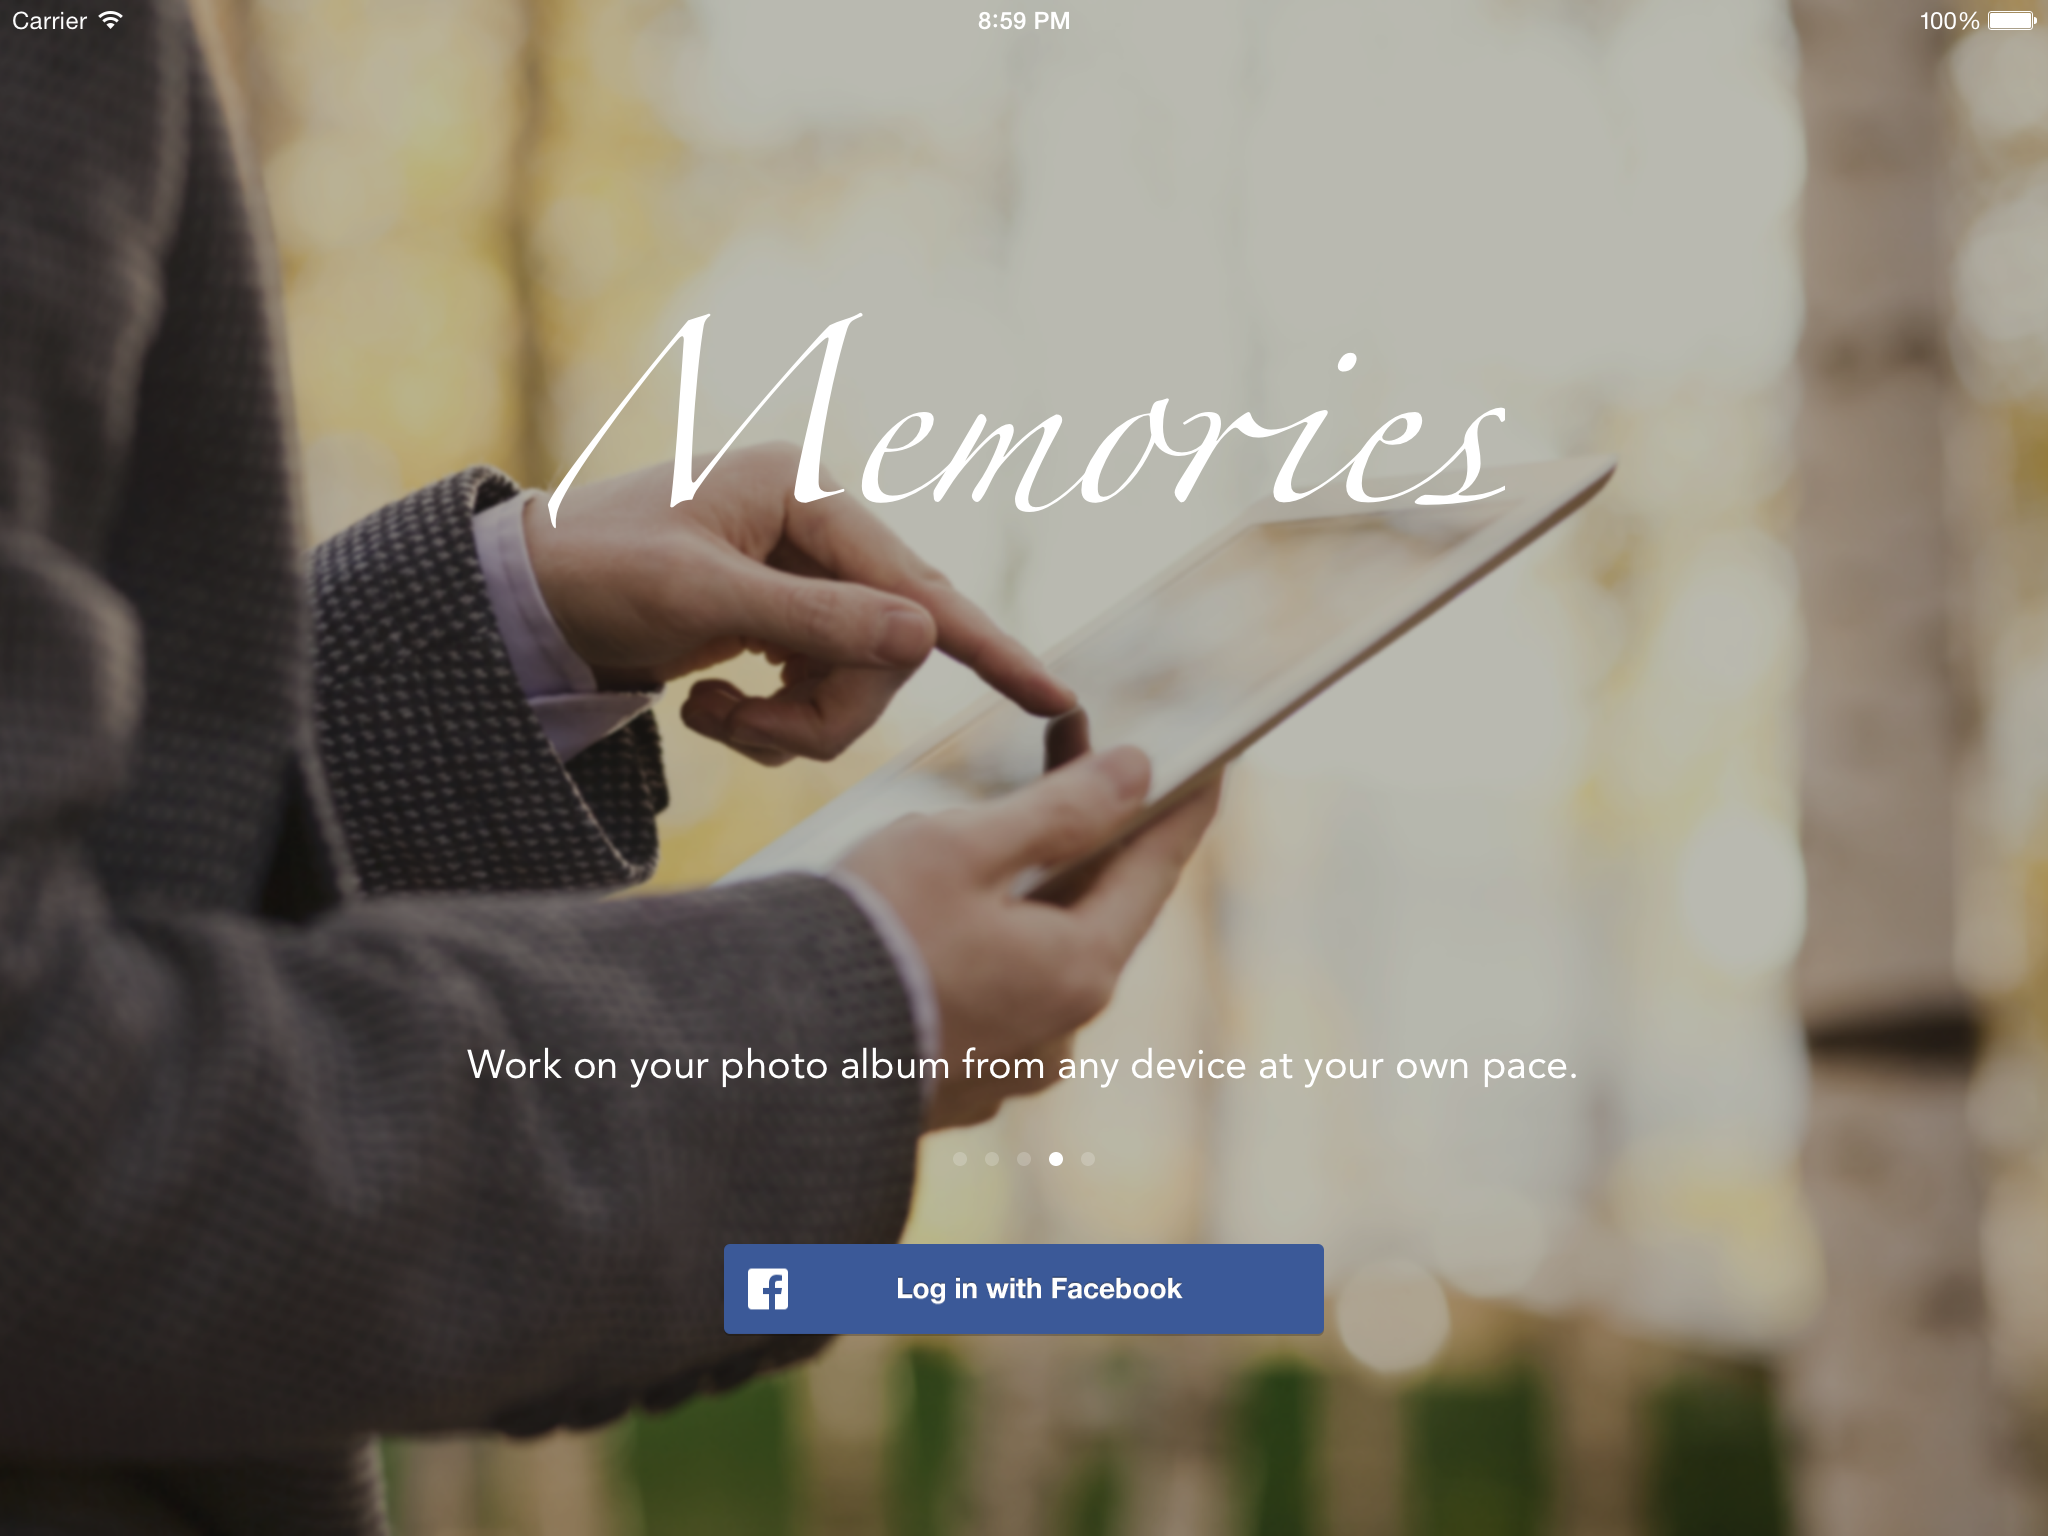 Carrier 8:59 PM 100%
Memories
Work on your photo album from any device at your own pace.
Log in with Facebook